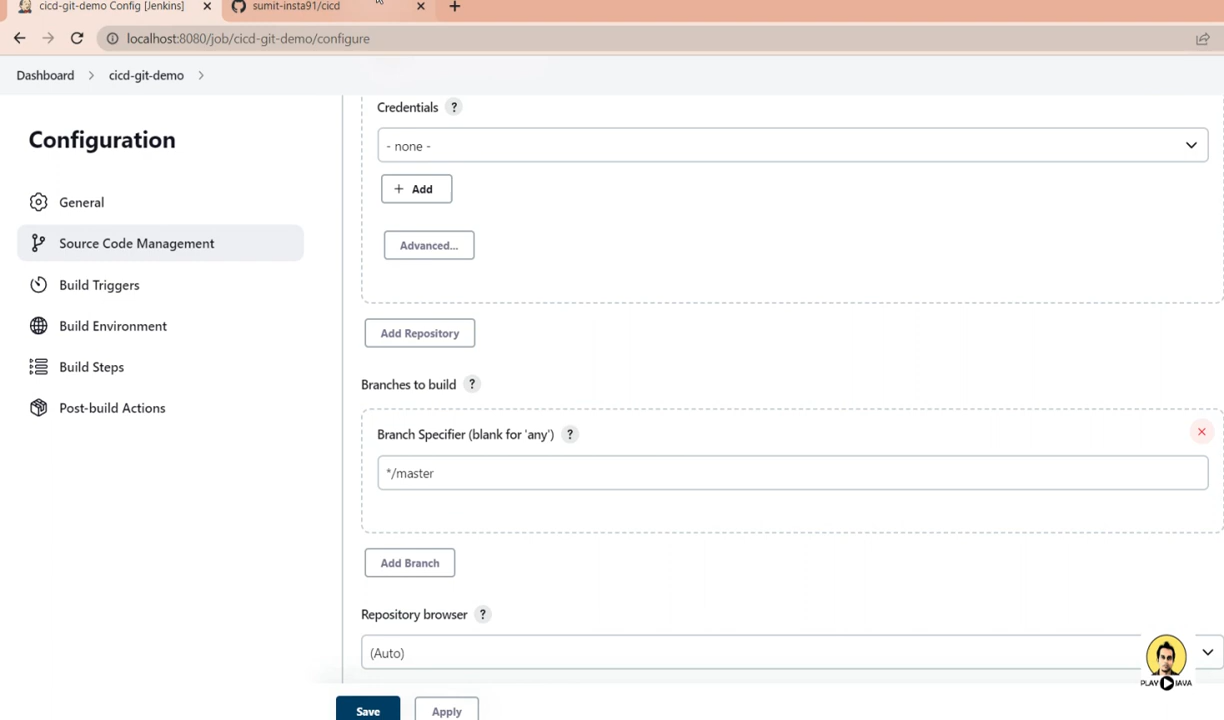 cicd-git-demo Config [Jenkins]
sumit-insta91/cicd
localhost:8080/job/cicd-git-demo/configure
Dashboard
cicd-git-demo
Configuration
General
Source Code Management
Build Triggers
Build Environment
Build Steps
Post-build Actions
Credentials ?
- none -
+ Add
Advanced...
Add Repository
Branches to build ?
Branch Specifier (blank for 'any') ?
*/master
Add Branch
Repository browser ?
(Auto)
Save
Apply
PLAY JAVA